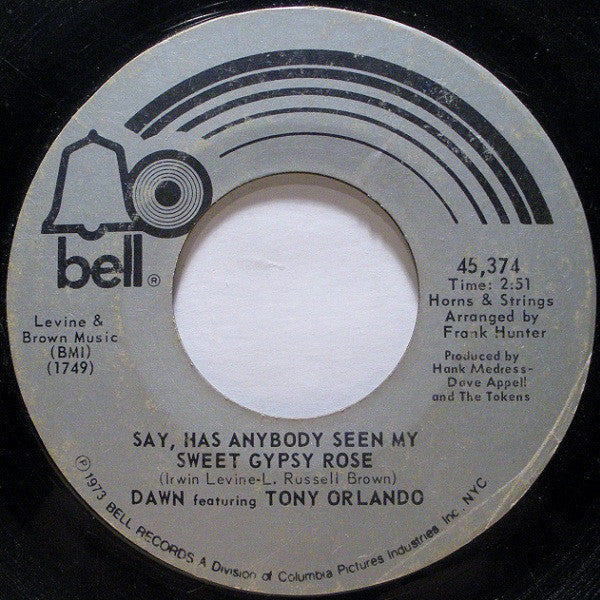 bell®
Levine &
Brown Music
(BMI)
(1749)
45,374
Time: 2:51
Horns & Strings
Arranged by
Frank Hunter
Produced by
Hank Medress-
Dave Appell
and The Tokens
SAY, HAS ANYBODY SEEN MY
SWEET GYPSY ROSE
(Irwin Levine-L. Russell Brown)
DAWN featuring TONY ORLANDO
℗ 1973 BELL RECORDS A Division of Columbia Pictures Industries Inc., NYC